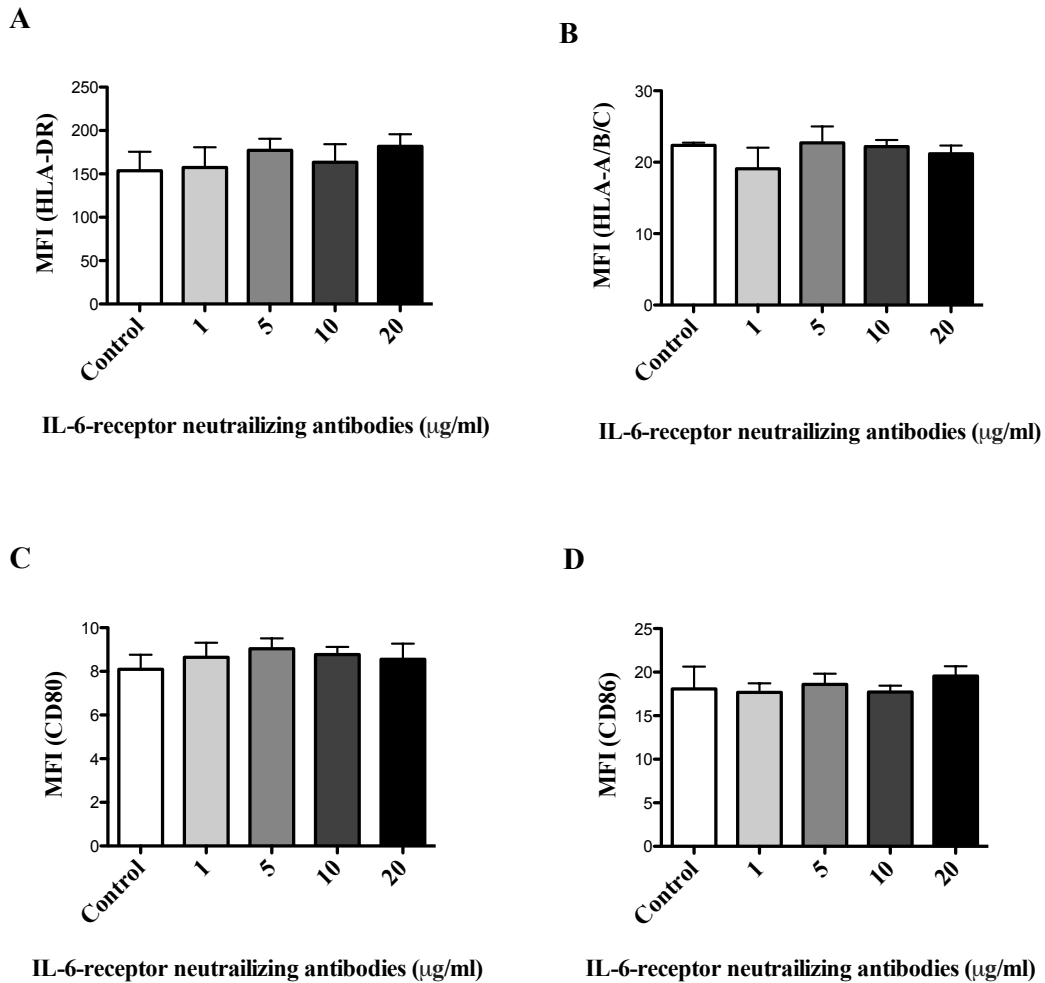 A
MFI (HLA-DR)
250
200
150
100
50
0
Control
1
5
10
20
IL-6-receptor neutrailizing antibodies (μg/ml)
B
MFI (HLA-A/B/C)
30
20
10
0
Control
1
5
10
20
IL-6-receptor neutrailizing antibodies (μg/ml)
C
MFI (CD80)
10
8
6
4
2
0
Control
1
5
10
20
IL-6-receptor neutrailizing antibodies (μg/ml)
D
MFI (CD86)
25
20
15
10
5
0
Control
1
5
10
20
IL-6-receptor neutrailizing antibodies (μg/ml)